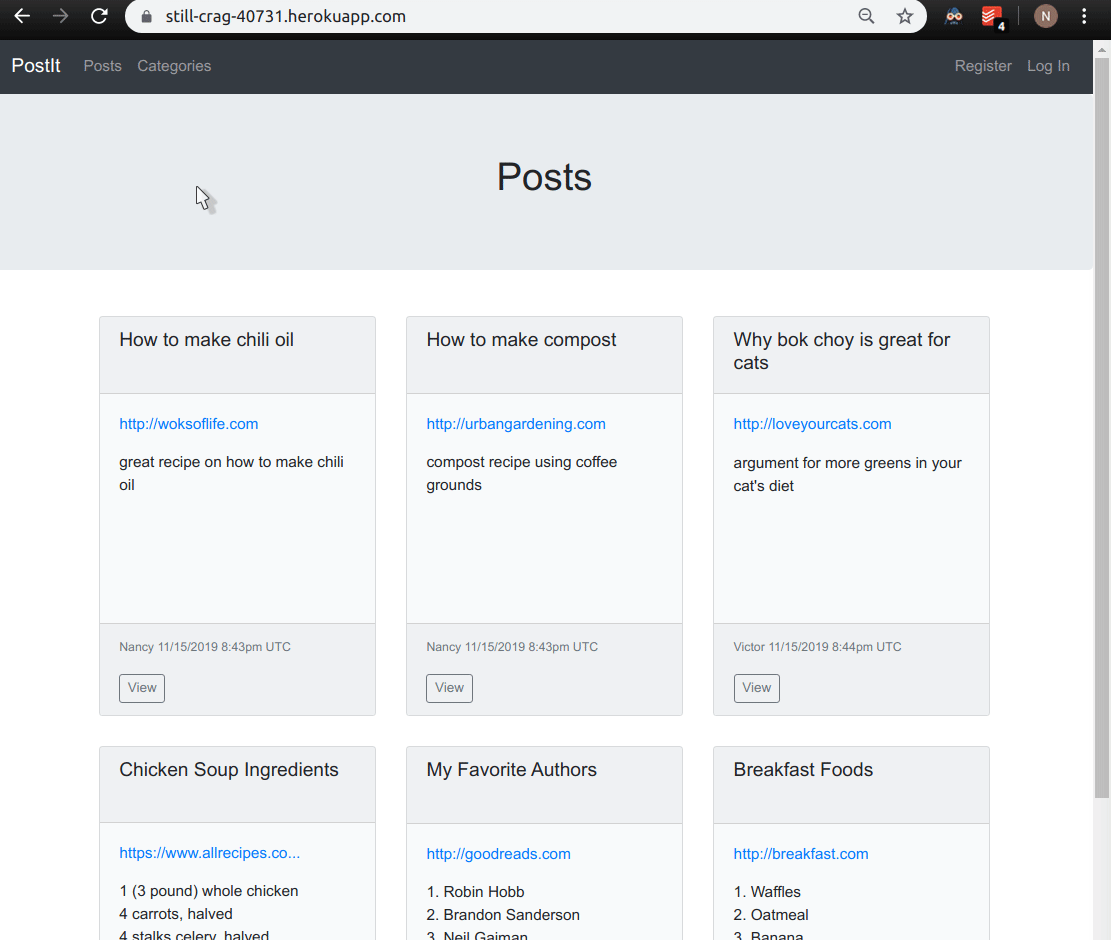 still-crag-40731.herokuapp.com
4
N
PostIt Posts Categories Register Log In
Posts
How to make chili oil
http://woksoflife.com
great recipe on how to make chili
oil
Nancy 11/15/2019 8:43pm UTC
View
How to make compost
http://urbangardening.com
compost recipe using coffee
grounds
Nancy 11/15/2019 8:43pm UTC
View
Why bok choy is great for
cats
http://loveyourcats.com
argument for more greens in your
cat's diet
Victor 11/15/2019 8:44pm UTC
View
Chicken Soup Ingredients
https://www.allrecipes.co...
1 (3 pound) whole chicken
4 carrots, halved
4 stalks celery, halved
My Favorite Authors
http://goodreads.com
1. Robin Hobb
2. Brandon Sanderson
3. Neil Gaiman
Breakfast Foods
http://breakfast.com
1. Waffles
2. Oatmeal
3. Banana